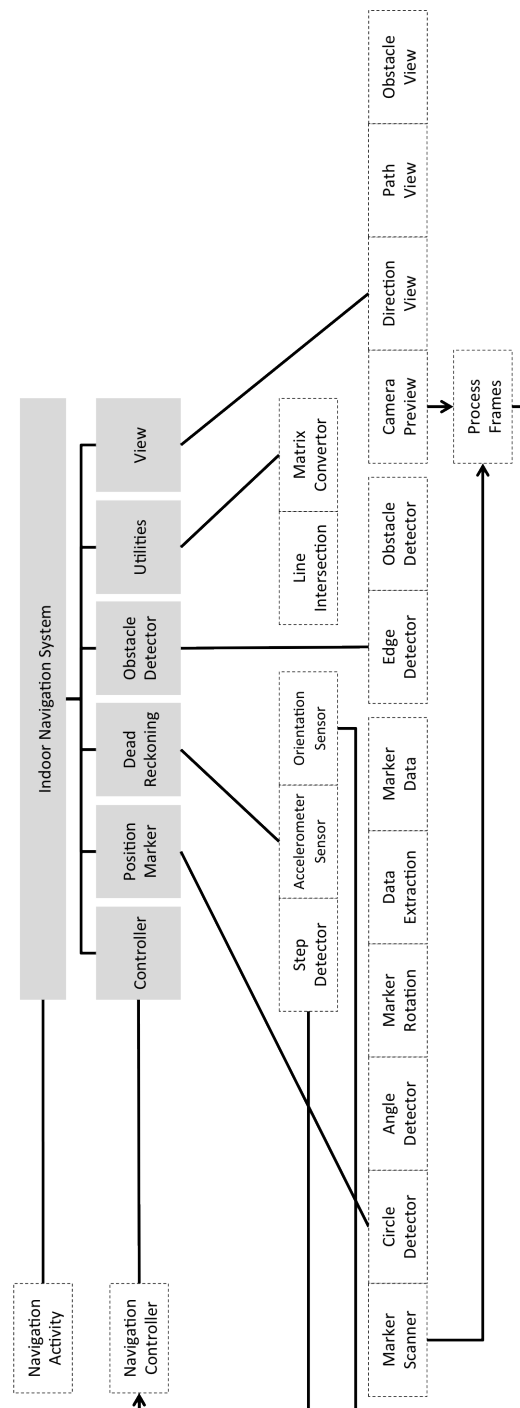 Indoor Navigation System
Navigation
Activity
Navigation
Controller
Controller
Position
Marker
Dead
Reckoning
Obstacle
Detector
Utilities
View
Step
Detector
Accelerometer
Sensor
Orientation
Sensor
Line
Intersection
Matrix
Convertor
Marker
Scanner
Circle
Detector
Angle
Detector
Marker
Rotation
Data
Extraction
Marker
Data
Edge
Detector
Obstacle
Detector
Camera
Preview
Direction
View
Path
View
Obstacle
View
Process
Frames